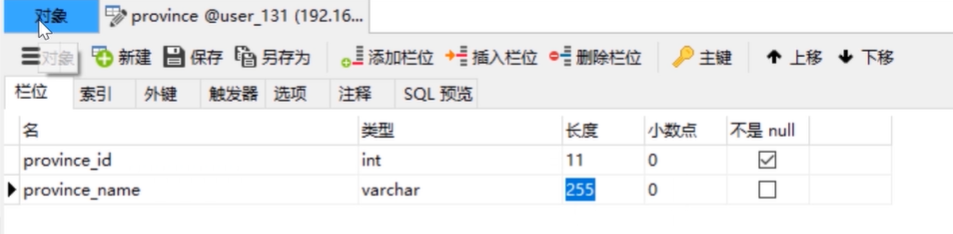 对象 province @user_131 (192.16...
对象 新建 保存 另存为 添加栏位 插入栏位 删除栏位 主键 上移 下移
栏位 索引 外键 触发器 选项 注释 SQL 预览
名 类型 长度 小数点 不是 null
province_id int 11 0
province_name varchar 255 0